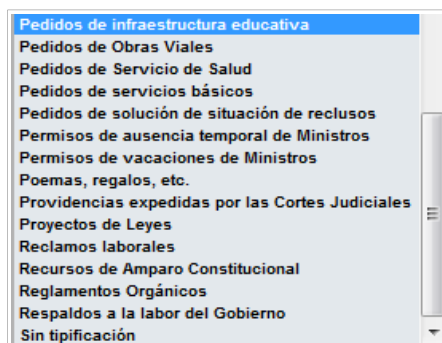 Pedidos de infraestructura educativa
Pedidos de Obras Viales
Pedidos de Servicio de Salud
Pedidos de servicios básicos
Pedidos de solución de situación de reclusos
Permisos de ausencia temporal de Ministros
Permisos de vacaciones de Ministros
Poemas, regalos, etc.
Providencias expedidas por las Cortes Judiciales
Proyectos de Leyes
Reclamos laborales
Recursos de Amparo Constitucional
Reglamentos Orgánicos
Respaldos a la labor del Gobierno
Sin tipificación